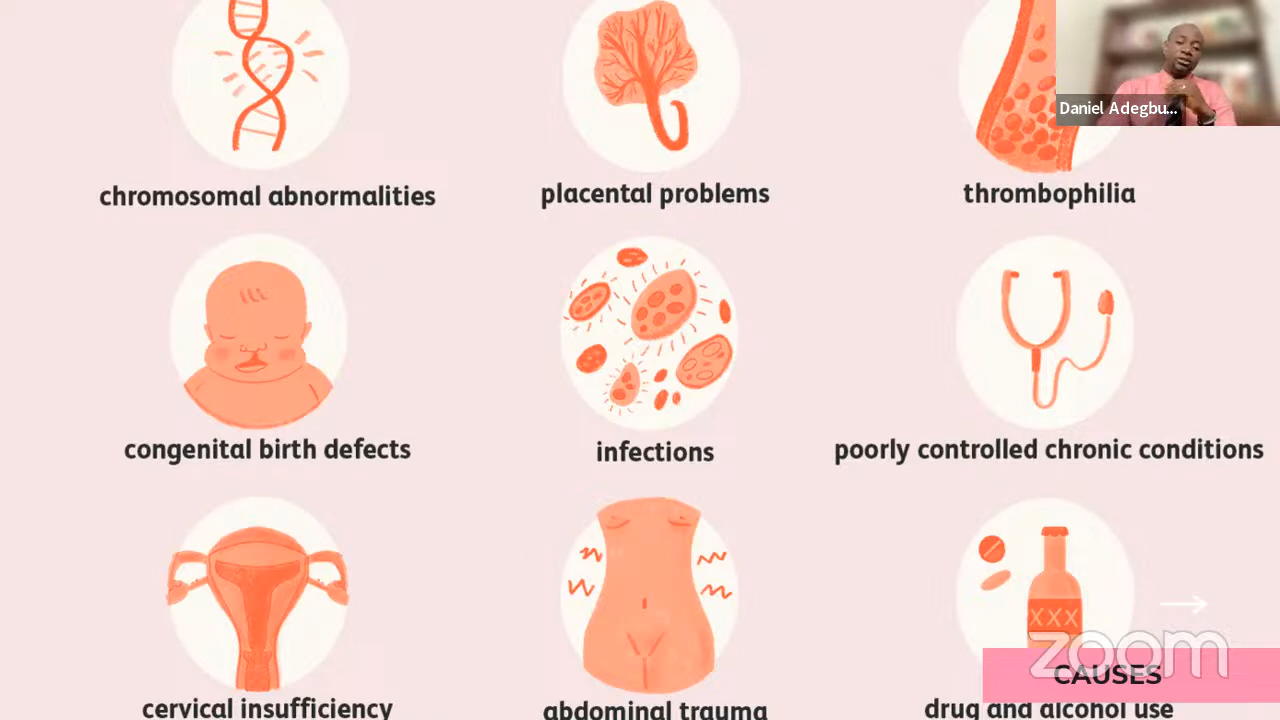 Daniel Adegbu...
chromosomal abnormalities
placental problems
thrombophilia
congenital birth defects
infections
poorly controlled chronic conditions
XXX
zoom
CAUSES
cervical insufficiency
abdominal trauma
drug and alcohol use